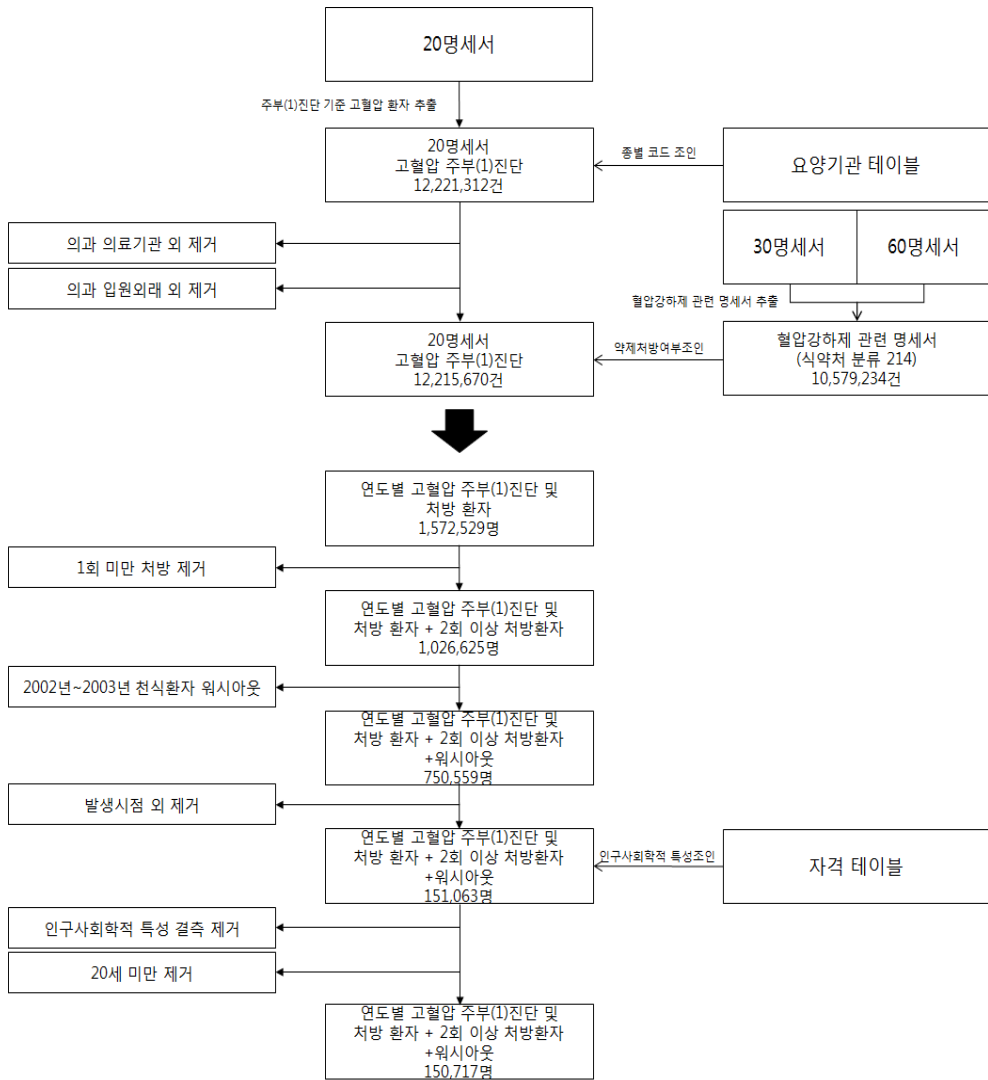 20명세서
주부(1)진단 기준 고혈압 환자 추출
20명세서
고혈압 주부(1)진단
12,221,312건
종별 코드 조인
요양기관 테이블
의과 의료기관 외 제거
의과 입원외래 외 제거
30명세서
60명세서
혈압강하제 관련 명세서 추출
20명세서
고혈압 주부(1)진단
12,215,670건
약제처방여부조인
혈압강하제 관련 명세서
(식약처 분류 214)
10,579,234건
연도별 고혈압 주부(1)진단 및
처방 환자
1,572,529명
1회 미만 처방 제거
연도별 고혈압 주부(1)진단 및
처방 환자 + 2회 이상 처방환자
1,026,625명
2002년~2003년 천식환자 워시아웃
연도별 고혈압 주부(1)진단 및
처방 환자 + 2회 이상 처방환자
+워시아웃
750,559명
발생시점 외 제거
연도별 고혈압 주부(1)진단 및
처방 환자 + 2회 이상 처방환자
+워시아웃
151,063명
인구사회학적 특성조인
자격 테이블
인구사회학적 특성 결측 제거
20세 미만 제거
연도별 고혈압 주부(1)진단 및
처방 환자 + 2회 이상 처방환자
+워시아웃
150,717명